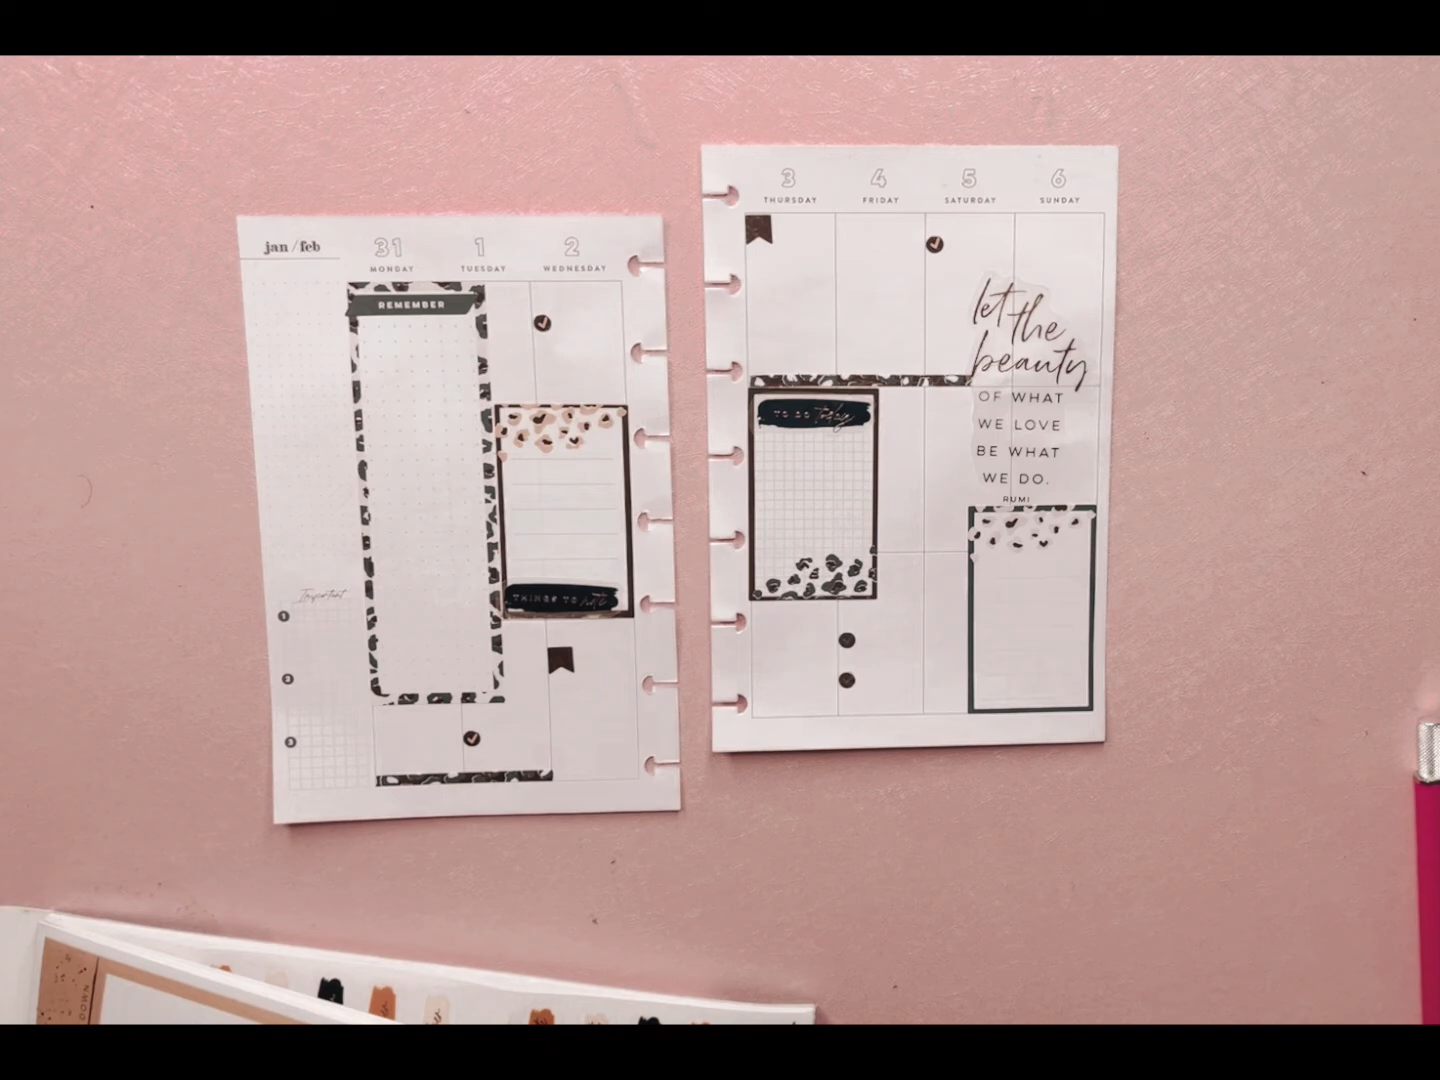 jan/feb
31
1
2
MONDAY
TUESDAY
WEDNESDAY
REMEMBER
THINGS TO note
Important
1
2
3
3
4
5
6
THURSDAY
FRIDAY
SATURDAY
SUNDAY
TO DO today
let the
beauty
OF WHAT
WE LOVE
BE WHAT
WE DO.
RUMI
DOWN